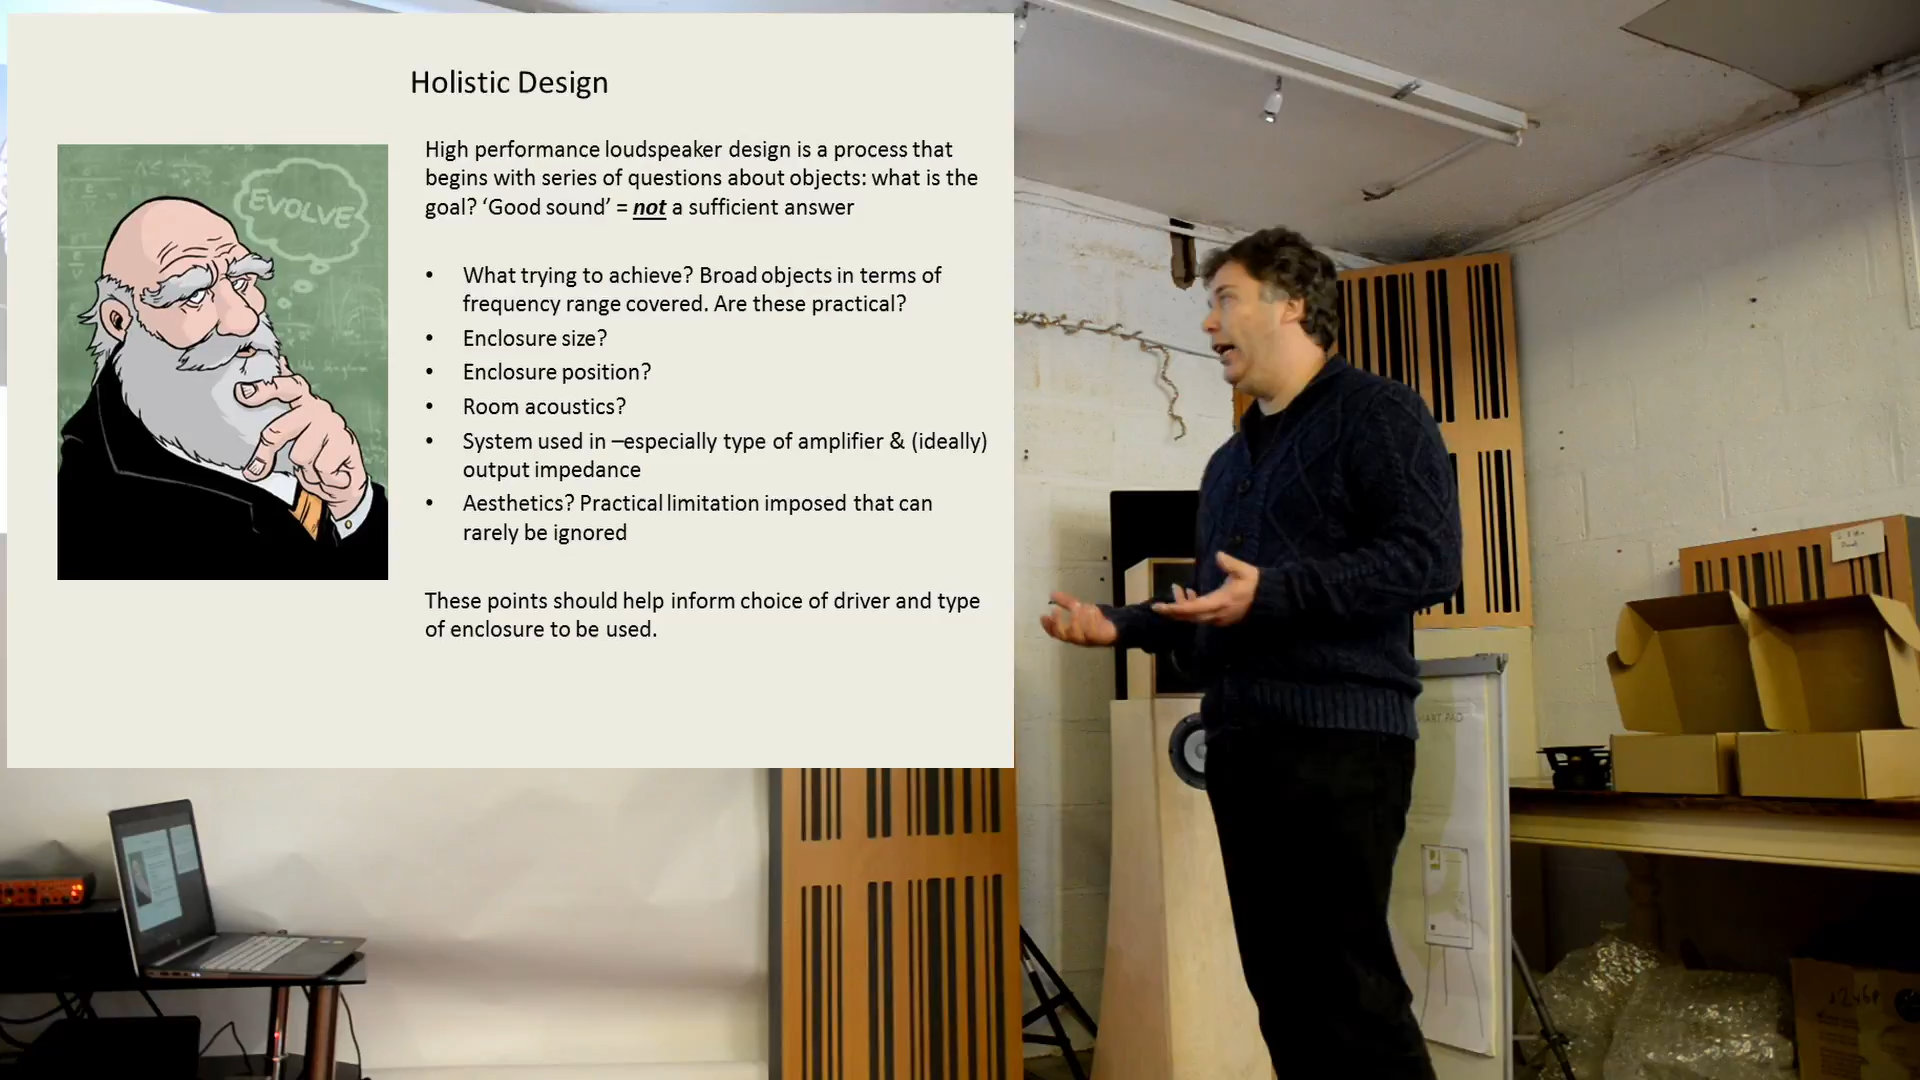 Holistic Design
EVOLVE
High performance loudspeaker design is a process that
begins with series of questions about objects: what is the
goal? ‘Good sound’ = not a sufficient answer
• What trying to achieve? Broad objects in terms of
frequency range covered. Are these practical?
• Enclosure size?
• Enclosure position?
• Room acoustics?
• System used in –especially type of amplifier & (ideally)
output impedance
• Aesthetics? Practical limitation imposed that can
rarely be ignored
These points should help inform choice of driver and type
of enclosure to be used.